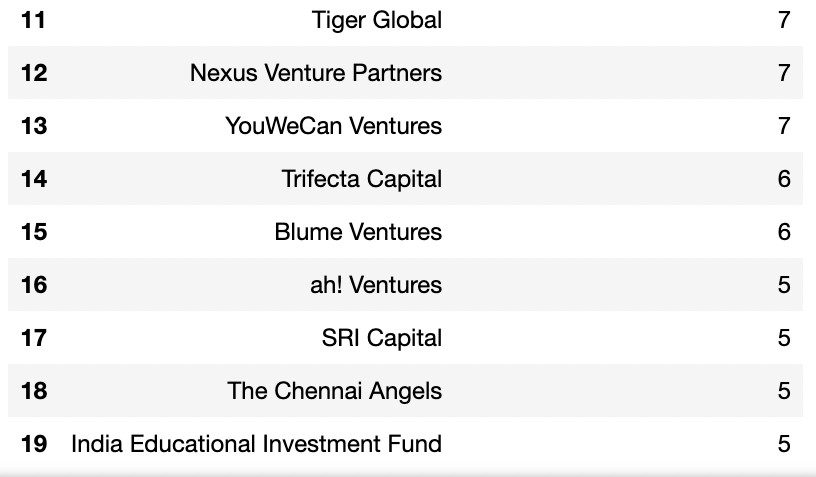 11 Tiger Global 7
12 Nexus Venture Partners 7
13 YouWeCan Ventures 7
14 Trifecta Capital 6
15 Blume Ventures 6
16 ah! Ventures 5
17 SRI Capital 5
18 The Chennai Angels 5
19 India Educational Investment Fund 5